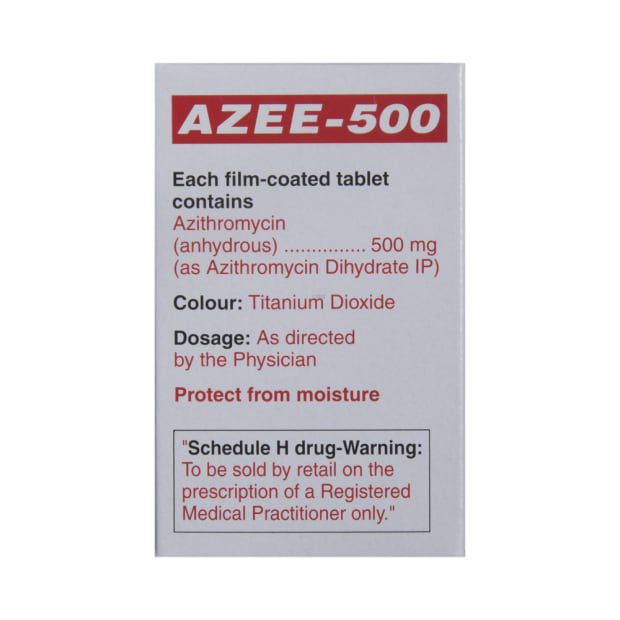 AZEE-500
Each film-coated tablet
contains
Azithromycin
(anhydrous) ............... 500 mg
(as Azithromycin Dihydrate IP)
Colour: Titanium Dioxide
Dosage: As directed
by the Physician
Protect from moisture
"Schedule H drug-Warning:
To be sold by retail on the
prescription of a Registered
Medical Practitioner only."